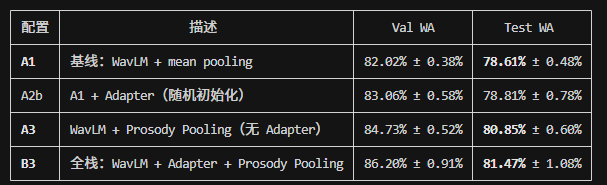 配置 描述 Val WA Test WA
A1 基线：WavLM + mean pooling 82.02% ± 0.38% 78.61% ± 0.48%
A2b A1 + Adapter（随机初始化） 83.06% ± 0.58% 78.81% ± 0.78%
A3 WavLM + Prosody Pooling（无 Adapter） 84.73% ± 0.52% 80.85% ± 0.60%
B3 全栈：WavLM + Adapter + Prosody Pooling 86.20% ± 0.91% 81.47% ± 1.08%